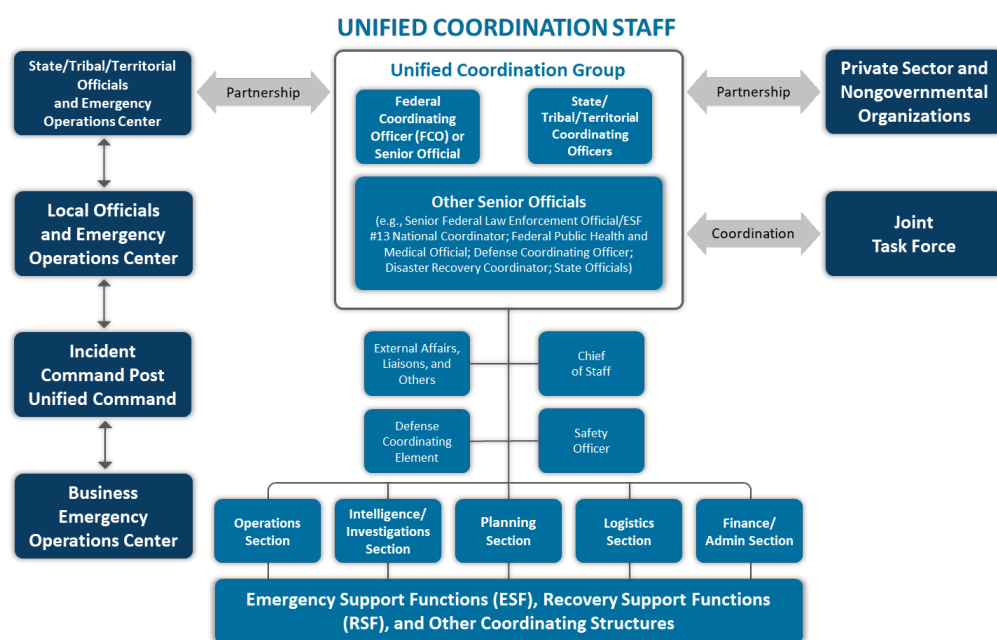 UNIFIED COORDINATION STAFF
State/Tribal/Territorial
Officials
and Emergency
Operations Center
Partnership
Unified Coordination Group
Federal
Coordinating
Officer (FCO) or
Senior Official
State/
Tribal/Territorial
Coordinating
Officers
Partnership
Private Sector and
Nongovernmental
Organizations
Local Officials
and Emergency
Operations Center
Other Senior Officials
(e.g., Senior Federal Law Enforcement Official/ESF
#13 National Coordinator; Federal Public Health and
Medical Official; Defense Coordinating Officer;
Disaster Recovery Coordinator; State Officials)
Coordination
Joint
Task Force
Incident
Command Post
Unified Command
External Affairs,
Liaisons, and
Others
Chief
of Staff
Defense
Coordinating
Element
Safety
Officer
Business
Emergency
Operations Center
Operations
Section
Intelligence/
Investigations
Section
Planning
Section
Logistics
Section
Finance/
Admin Section
Emergency Support Functions (ESF), Recovery Support Functions
(RSF), and Other Coordinating Structures